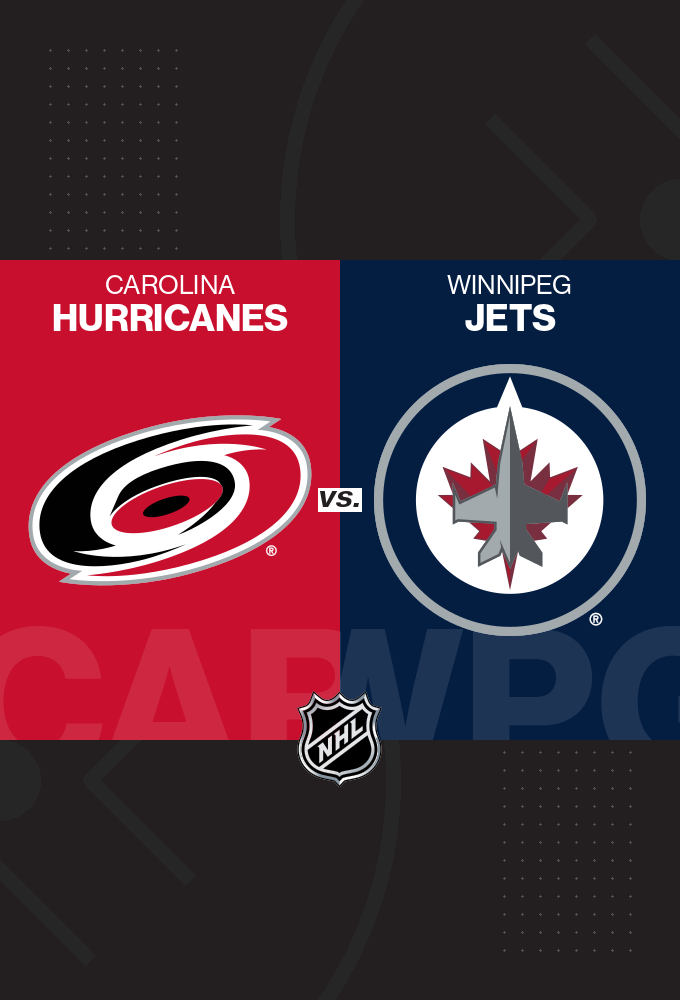 CAROLINA
HURRICANES
WINNIPEG
JETS
vs.
®
®
CAR
WPG
NHL